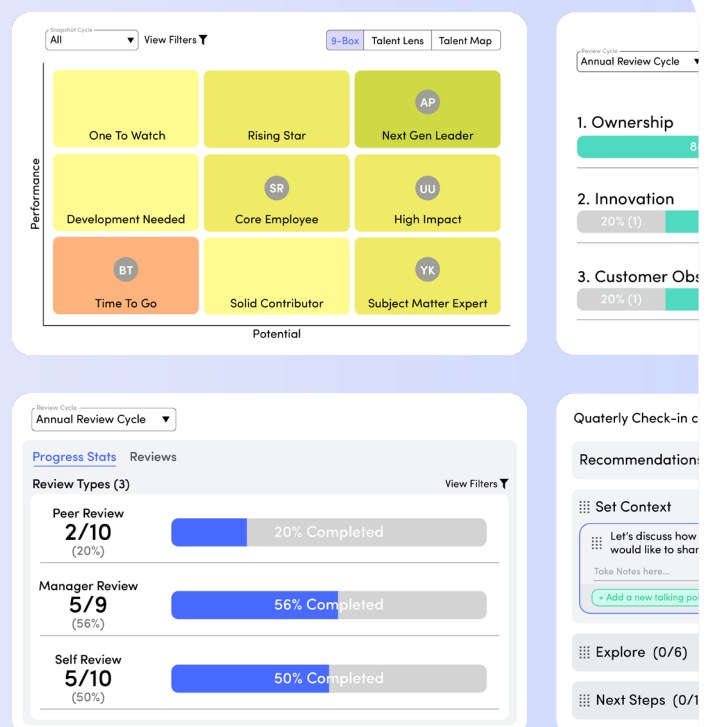 Snapshot Cycle
All
View Filters
9-Box
Talent Lens
Talent Map
Performance
AP
One To Watch
Rising Star
Next Gen Leader
SR
UU
Development Needed
Core Employee
High Impact
BT
YK
Time To Go
Solid Contributor
Subject Matter Expert
Potential
Review Cycle
Annual Review Cycle
1. Ownership
2. Innovation
20% (1)
3. Customer
20% (1)
Review Cycle
Annual Review Cycle
Progress Stats
Reviews
Review Types (3)
View Filters
Peer Review
2/10
(20%)
20% Completed
Manager Review
5/9
(56%)
56% Completed
Self Review
5/10
(50%)
50% Completed
Quaterly Check-in
Recommendations
Set Context
Let's discuss how
would like to
Take Notes here...
+ Add a new talking
Explore (0/6)
Next Steps